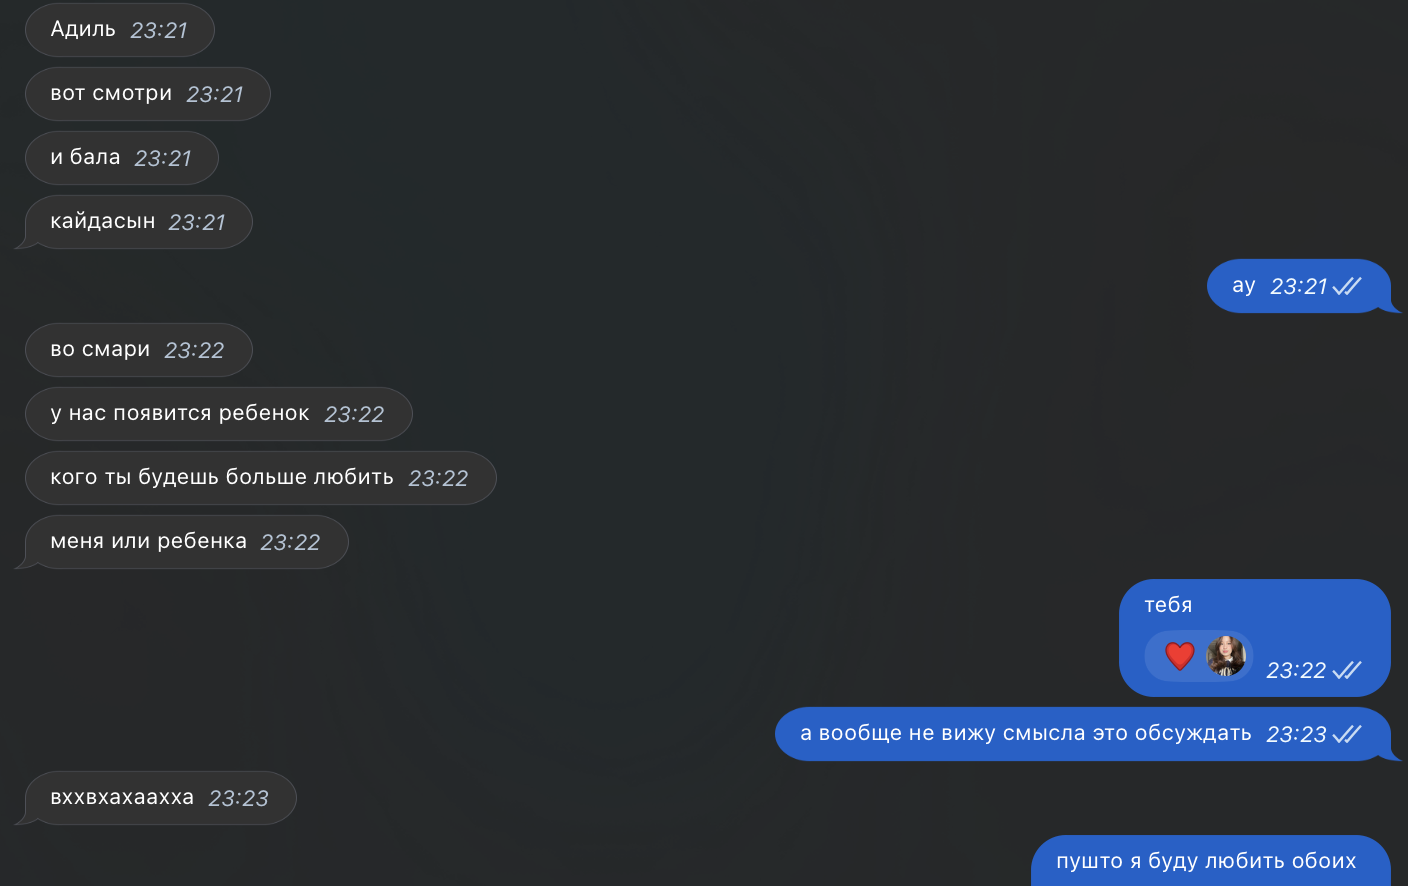 Адиль 23:21
вот смотри 23:21
и бала 23:21
кайдасын 23:21
ау 23:21
во смари 23:22
у нас появится ребенок 23:22
кого ты будешь больше любить 23:22
меня или ребенка 23:22
тебя
23:22
а вообще не вижу смысла это обсуждать 23:23
вххвхахаахха 23:23
пушто я буду любить обоих